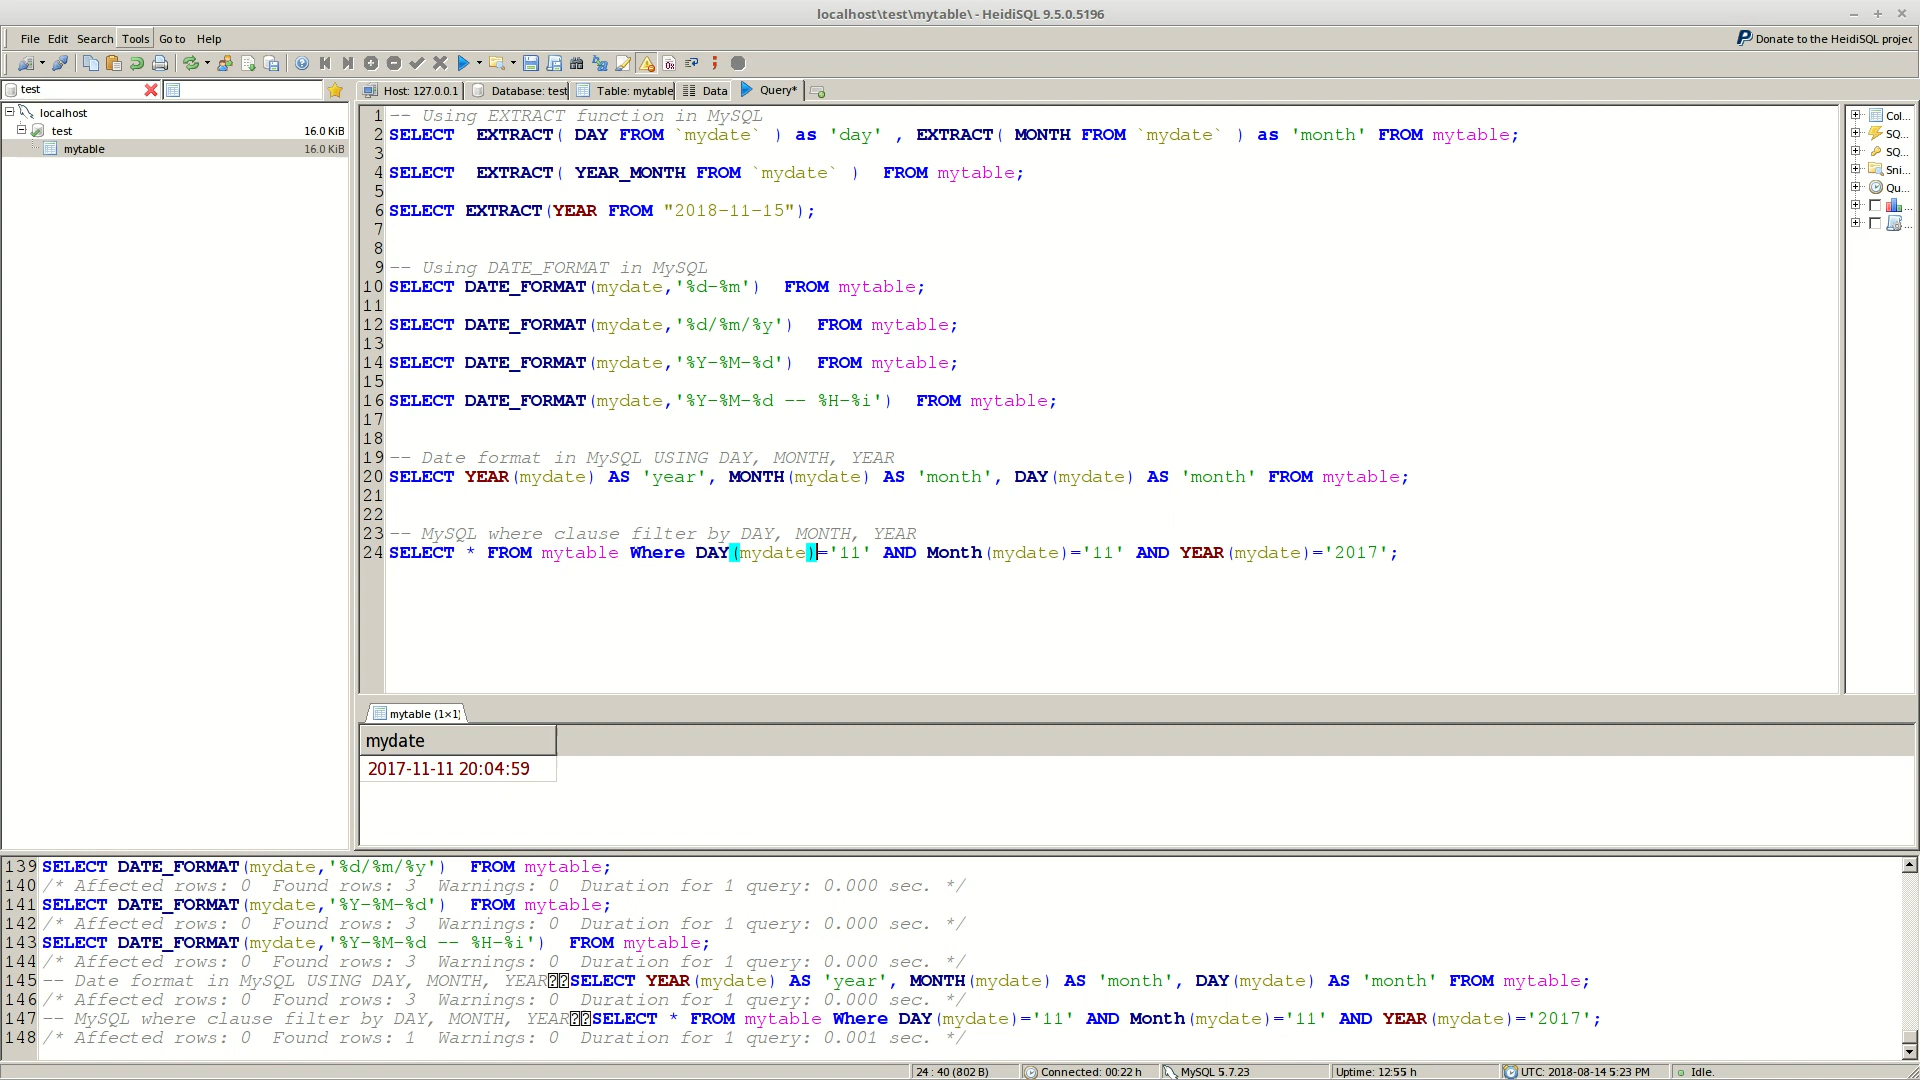 localhost\test\mytable\ - HeidiSQL 9.5.0.5196
File Edit Search Tools Go to Help
Donate to the HeidiSQL projec
test
Host: 127.0.0.1 Database: test Table: mytable Data Query*
localhost
test 16.0 KiB
mytable 16.0 KiB
1 -- Using EXTRACT function in MySQL
2 SELECT  EXTRACT( DAY FROM `mydate` ) as 'day' , EXTRACT( MONTH FROM `mydate` ) as 'month' FROM mytable;
3
4 SELECT  EXTRACT( YEAR_MONTH FROM `mydate` )  FROM mytable;
5
6 SELECT EXTRACT(YEAR FROM "2018-11-15");
7
8
9 -- Using DATE_FORMAT in MySQL
10 SELECT DATE_FORMAT(mydate,'%d-%m')  FROM mytable;
11
12 SELECT DATE_FORMAT(mydate,'%d/%m/%y')  FROM mytable;
13
14 SELECT DATE_FORMAT(mydate,'%Y-%M-%d')  FROM mytable;
15
16 SELECT DATE_FORMAT(mydate,'%Y-%M-%d -- %H-%i')  FROM mytable;
17
18
19 -- Date format in MySQL USING DAY, MONTH, YEAR
20 SELECT YEAR(mydate) AS 'year', MONTH(mydate) AS 'month', DAY(mydate) AS 'month' FROM mytable;
21
22
23 -- MySQL where clause filter by DAY, MONTH, YEAR
24 SELECT * FROM mytable Where DAY(mydate)='11' AND Month(mydate)='11' AND YEAR(mydate)='2017';
Col...
SQ...
SQ...
Sni...
Qu...
...
...
mytable (1×1)
mydate
2017-11-11 20:04:59
139 SELECT DATE_FORMAT(mydate,'%d/%m/%y')  FROM mytable;
140 /* Affected rows: 0  Found rows: 3  Warnings: 0  Duration for 1 query: 0.000 sec. */
141 SELECT DATE_FORMAT(mydate,'%Y-%M-%d')  FROM mytable;
142 /* Affected rows: 0  Found rows: 3  Warnings: 0  Duration for 1 query: 0.000 sec. */
143 SELECT DATE_FORMAT(mydate,'%Y-%M-%d -- %H-%i')  FROM mytable;
144 /* Affected rows: 0  Found rows: 3  Warnings: 0  Duration for 1 query: 0.000 sec. */
145 -- Date format in MySQL USING DAY, MONTH, YEAR??SELECT YEAR(mydate) AS 'year', MONTH(mydate) AS 'month', DAY(mydate) AS 'month' FROM mytable;
146 /* Affected rows: 0  Found rows: 3  Warnings: 0  Duration for 1 query: 0.000 sec. */
147 -- MySQL where clause filter by DAY, MONTH, YEAR??SELECT * FROM mytable Where DAY(mydate)='11' AND Month(mydate)='11' AND YEAR(mydate)='2017';
148 /* Affected rows: 0  Found rows: 1  Warnings: 0  Duration for 1 query: 0.001 sec. */
24 : 40 (802 B) Connected: 00:22 h MySQL 5.7.23 Uptime: 12:55 h UTC: 2018-08-14 5:23 PM Idle.